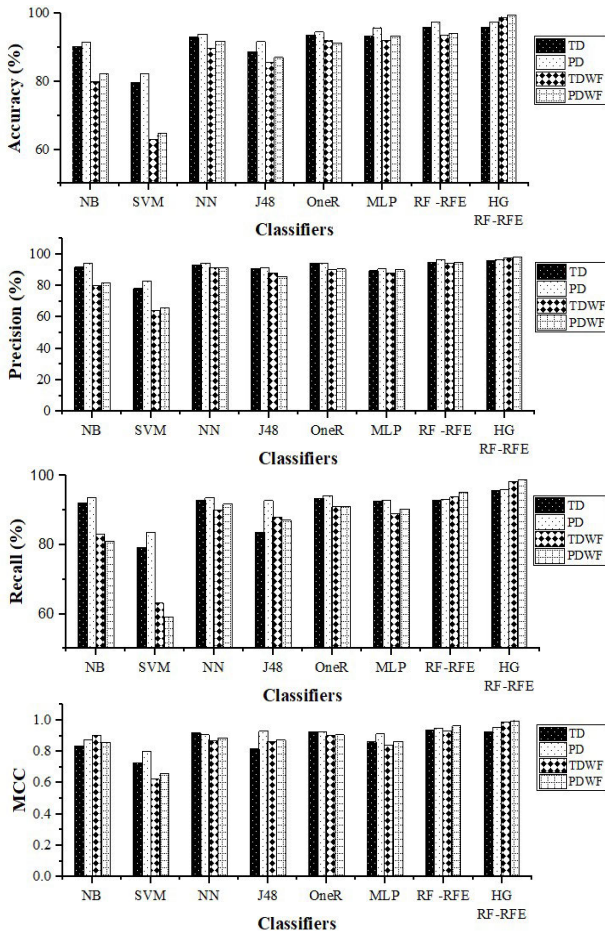 Accuracy (%)
100
80
60
NB SVM NN J48 OneR MLP RF -RFE HG
RF-RFE
Classifiers
TD
PD
TDWF
PDWF
Precision (%)
100
80
60
40
20
0
NB SVM NN J48 OneR MLP RF -RFE HG
RF-RFE
Classifiers
TD
PD
TDWF
PDWF
Recall (%)
100
80
60
NB SVM NN J48 OneR MLP RF-RFE HG
RF-RFE
Classifiers
TD
PD
TDWF
PDWF
MCC
1.0
0.8
0.6
0.4
0.2
0.0
NB SVM NN J48 OneR MLP RF -RFE HG
RF-RFE
Classifiers
TD
PD
TDWF
PDWF